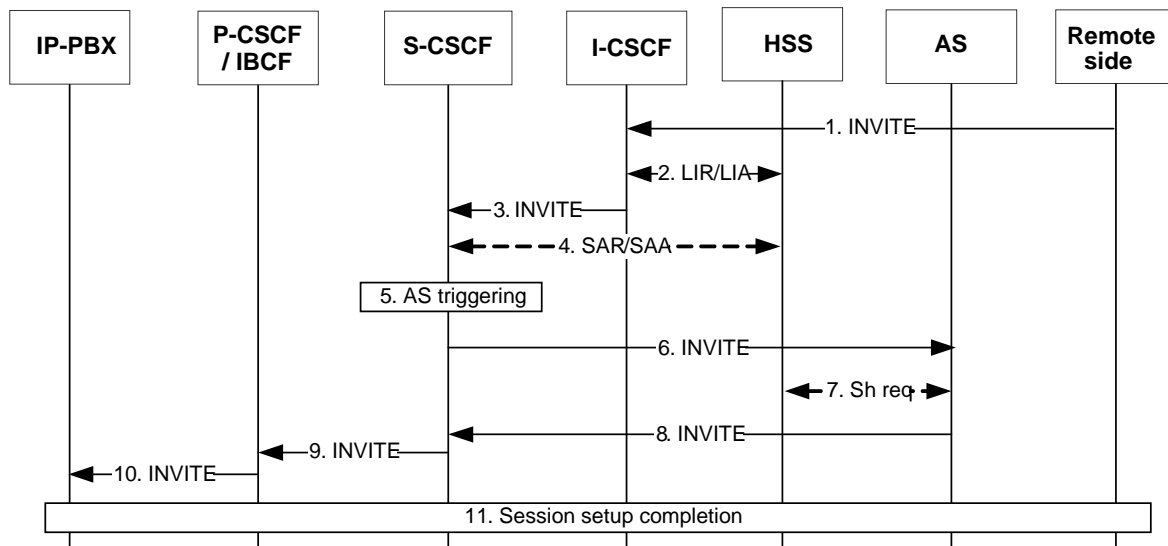 IP-PBX
P-CSCF
/ IBCF
S-CSCF
I-CSCF
HSS
AS
Remote
side
1. INVITE
2. LIR/LIA
3. INVITE
4. SAR/SAA
5. AS triggering
6. INVITE
7. Sh req
8. INVITE
9. INVITE
10. INVITE
11. Session setup completion